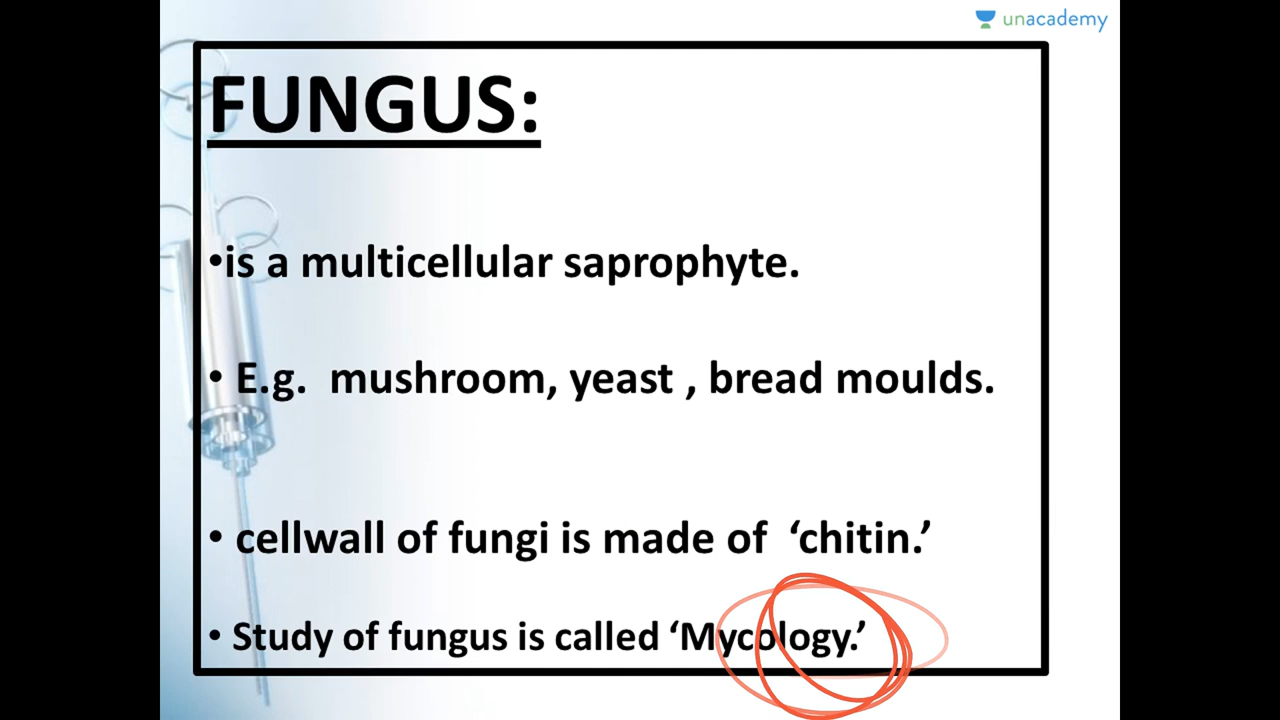 unacademy
FUNGUS:
•is a multicellular saprophyte.
• E.g. mushroom, yeast , bread moulds.
• cellwall of fungi is made of ‘chitin.’
• Study of fungus is called ‘Mycology.’